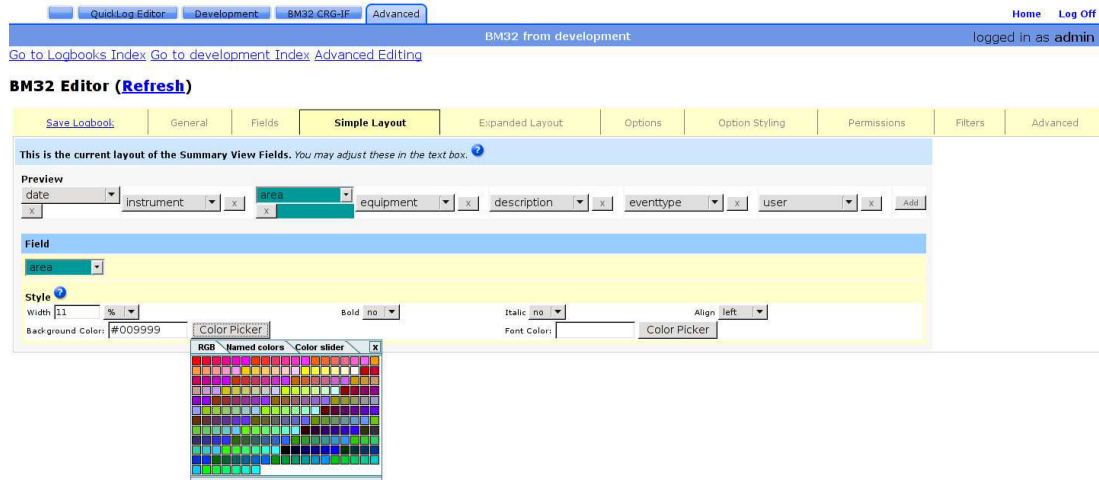 QuickLog Editor Development BM32 CRG-IF Advanced Home Log Off
BM32 from development logged in as admin
Go to Logbooks Index Go to development Index Advanced Editing
BM32 Editor (Refresh)
Save Logbook General Fields Simple Layout Expanded Layout Options Option Styling Permissions Filters Advanced
This is the current layout of the Summary View Fields. You may adjust these in the text box. ?
Preview
date instrument x area equipment x description x eventtype x user x Add
x x
Field
area
Style ?
Width 11 % Bold no Italic no Align left
Background Color: #009999 Color Picker Font Color: Color Picker
RGB Named colors Color slider x